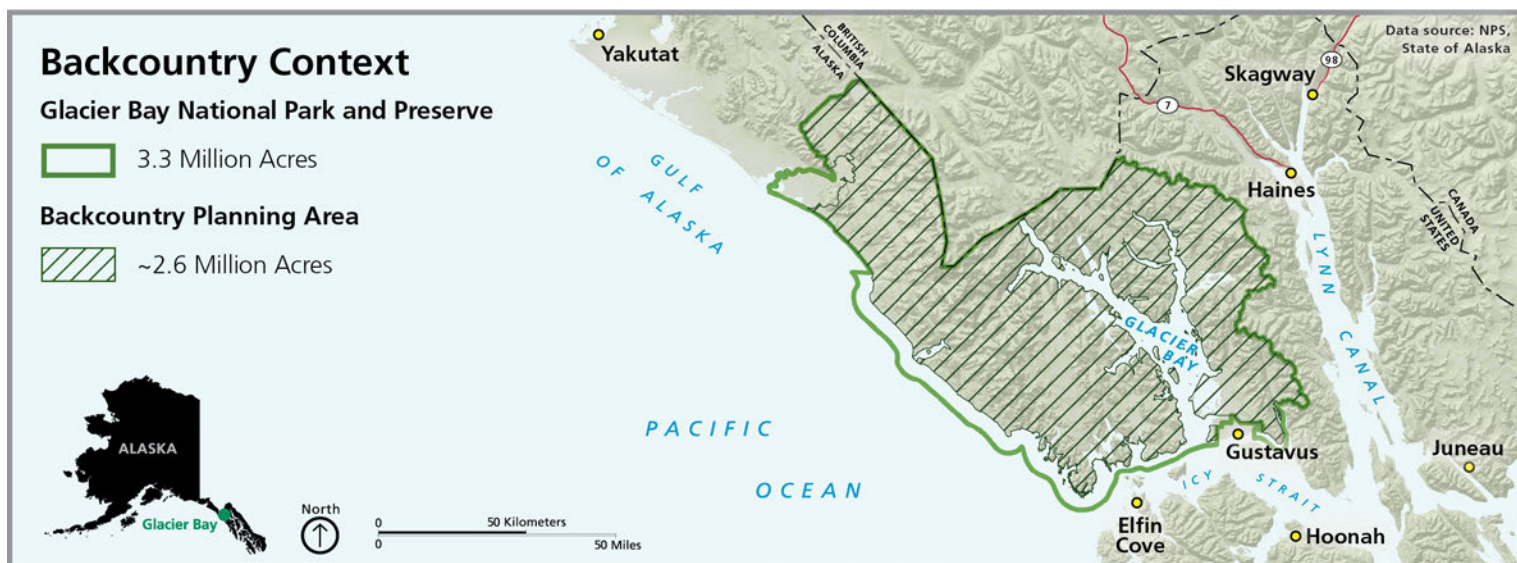 Backcountry Context
Glacier Bay National Park and Preserve
3.3 Million Acres
Backcountry Planning Area
~2.6 Million Acres
ALASKA
Glacier Bay
North
0
50 Kilometers
0
50 Miles
Yakutat
BRITISH
COLUMBIA
ALASKA
GULF
OF ALASKA
PACIFIC
OCEAN
Data source: NPS,
State of Alaska
98
Skagway
7
Haines
CANADA
UNITED
STATES
LYNN
CANAL
GLACIER
BAY
Gustavus
Juneau
ICY STRAIT
Elfin
Cove
Hoonah